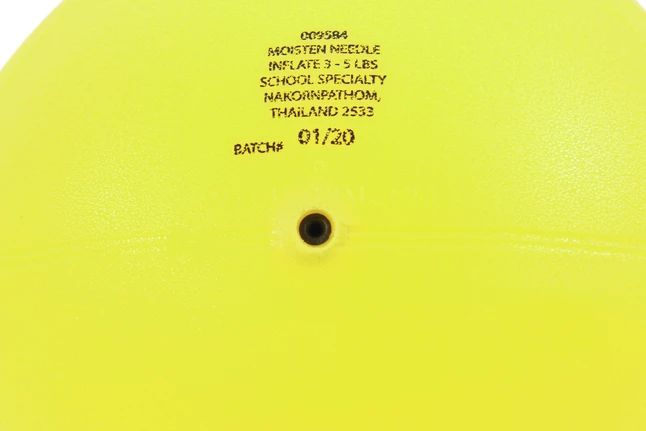 009584
MOISTEN NEEDLE
INFLATE 3 - 5 LBS
SCHOOL SPECIALTY
NAKORNPATHOM,
THAILAND 2533
BATCH# 01/20